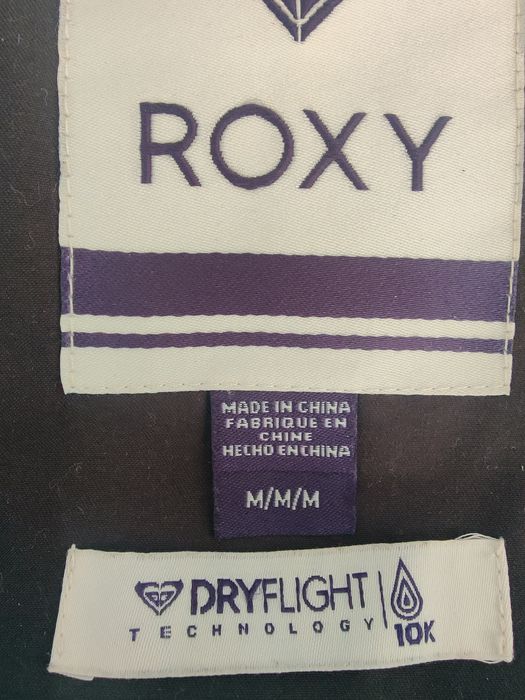 ROXY
MADE IN CHINA
FABRIQUE EN
CHINE
HECHO EN CHINA
M/M/M
DRYFLIGHT
TECHNOLOGY
10K